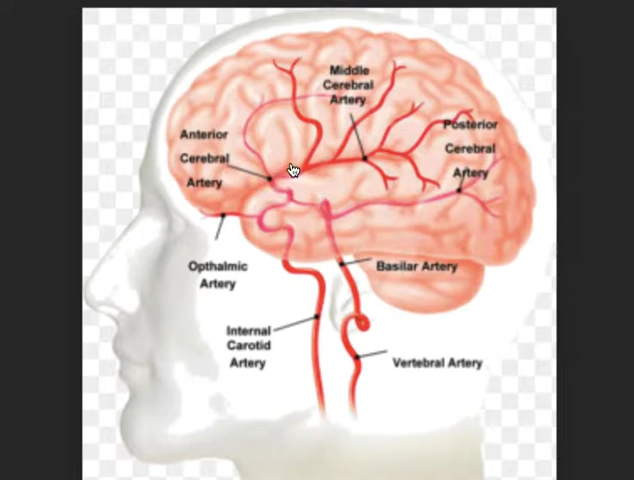 Middle
Cerebral
Artery
Anterior
Cerebral
Artery
Posterior
Cerebral
Artery
Opthalmic
Artery
Basilar Artery
Internal
Carotid
Artery
Vertebral Artery